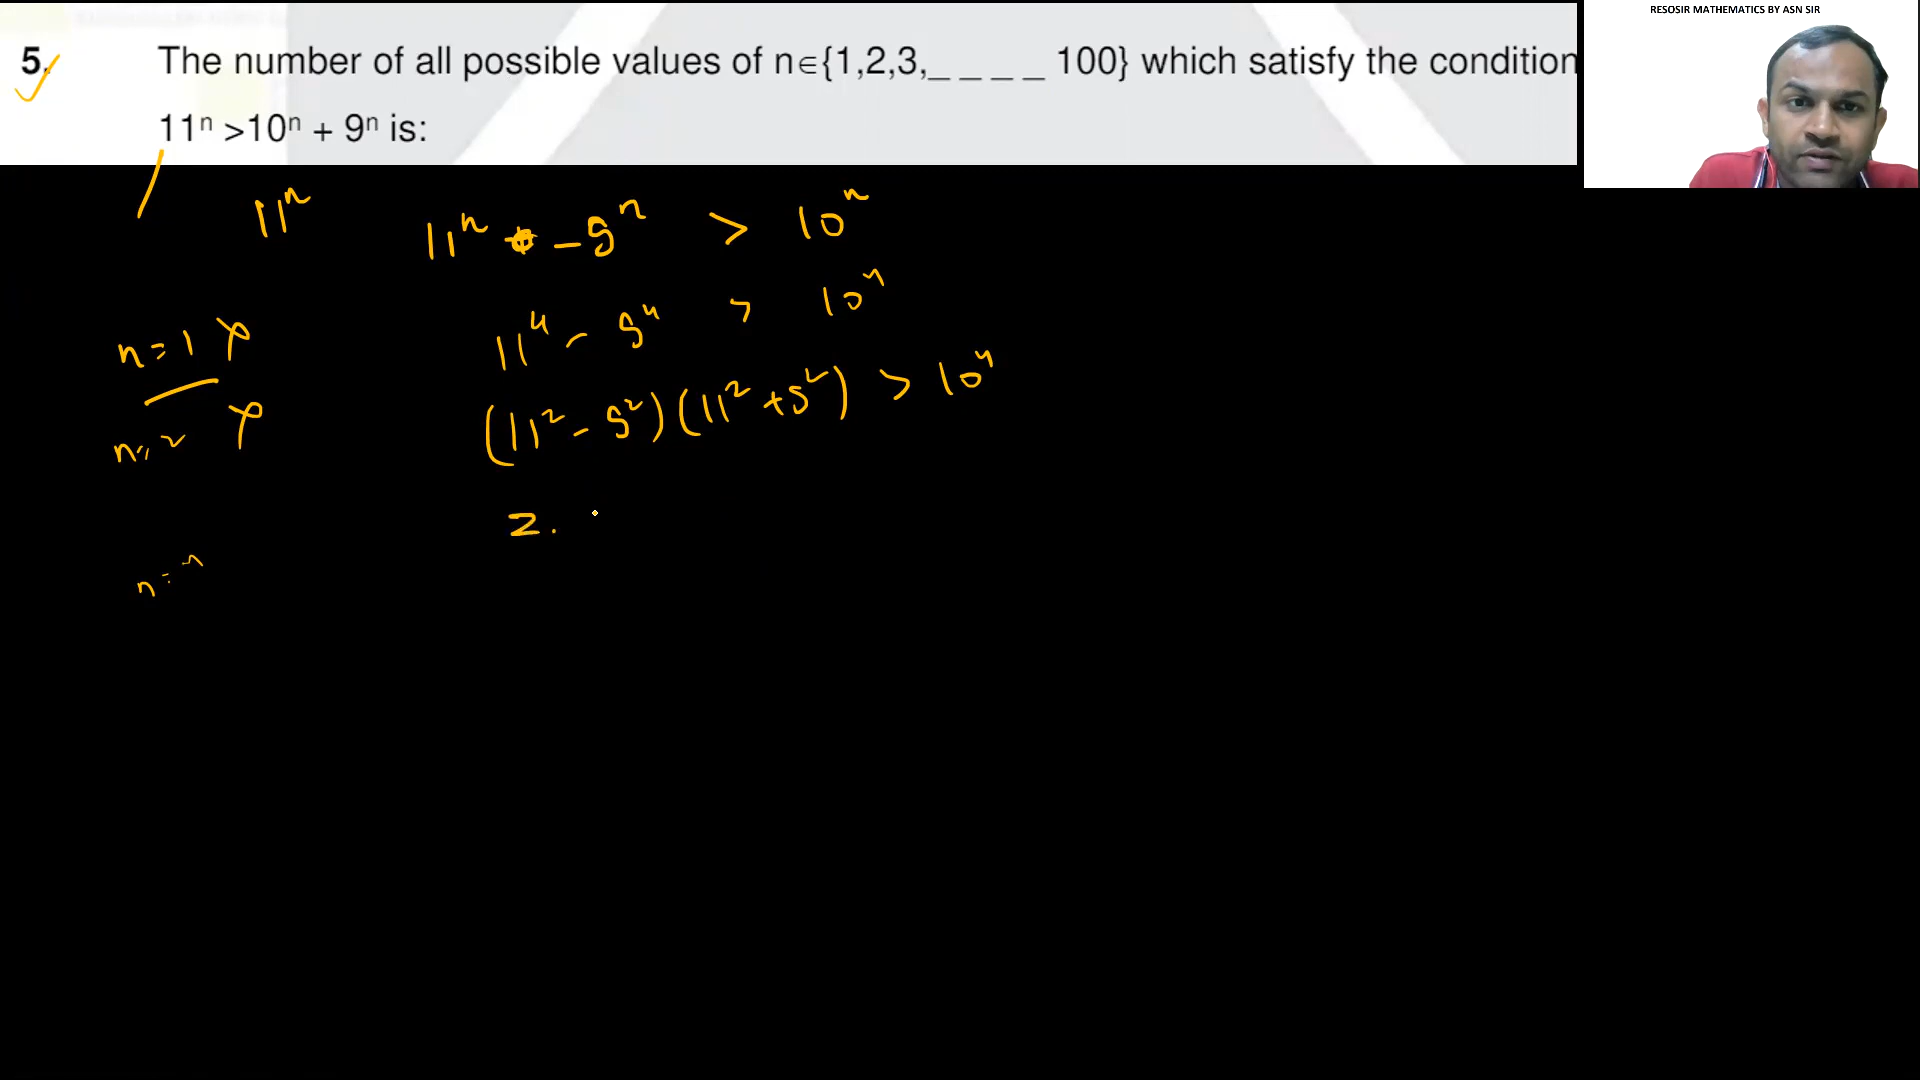 RESOSIR MATHEMATICS BY ASN SIR
5. The number of all possible values of n∈{1,2,3,_ _ _ _ 100} which satisfy the condition
11ⁿ >10ⁿ + 9ⁿ is:
11ⁿ
11ⁿ - 9ⁿ > 10ⁿ
11⁴ - 9⁴ > 10⁴
n=1 x
(11² - 9²)(11² + 9²) > 10⁴
n=2 x
2.
n=4